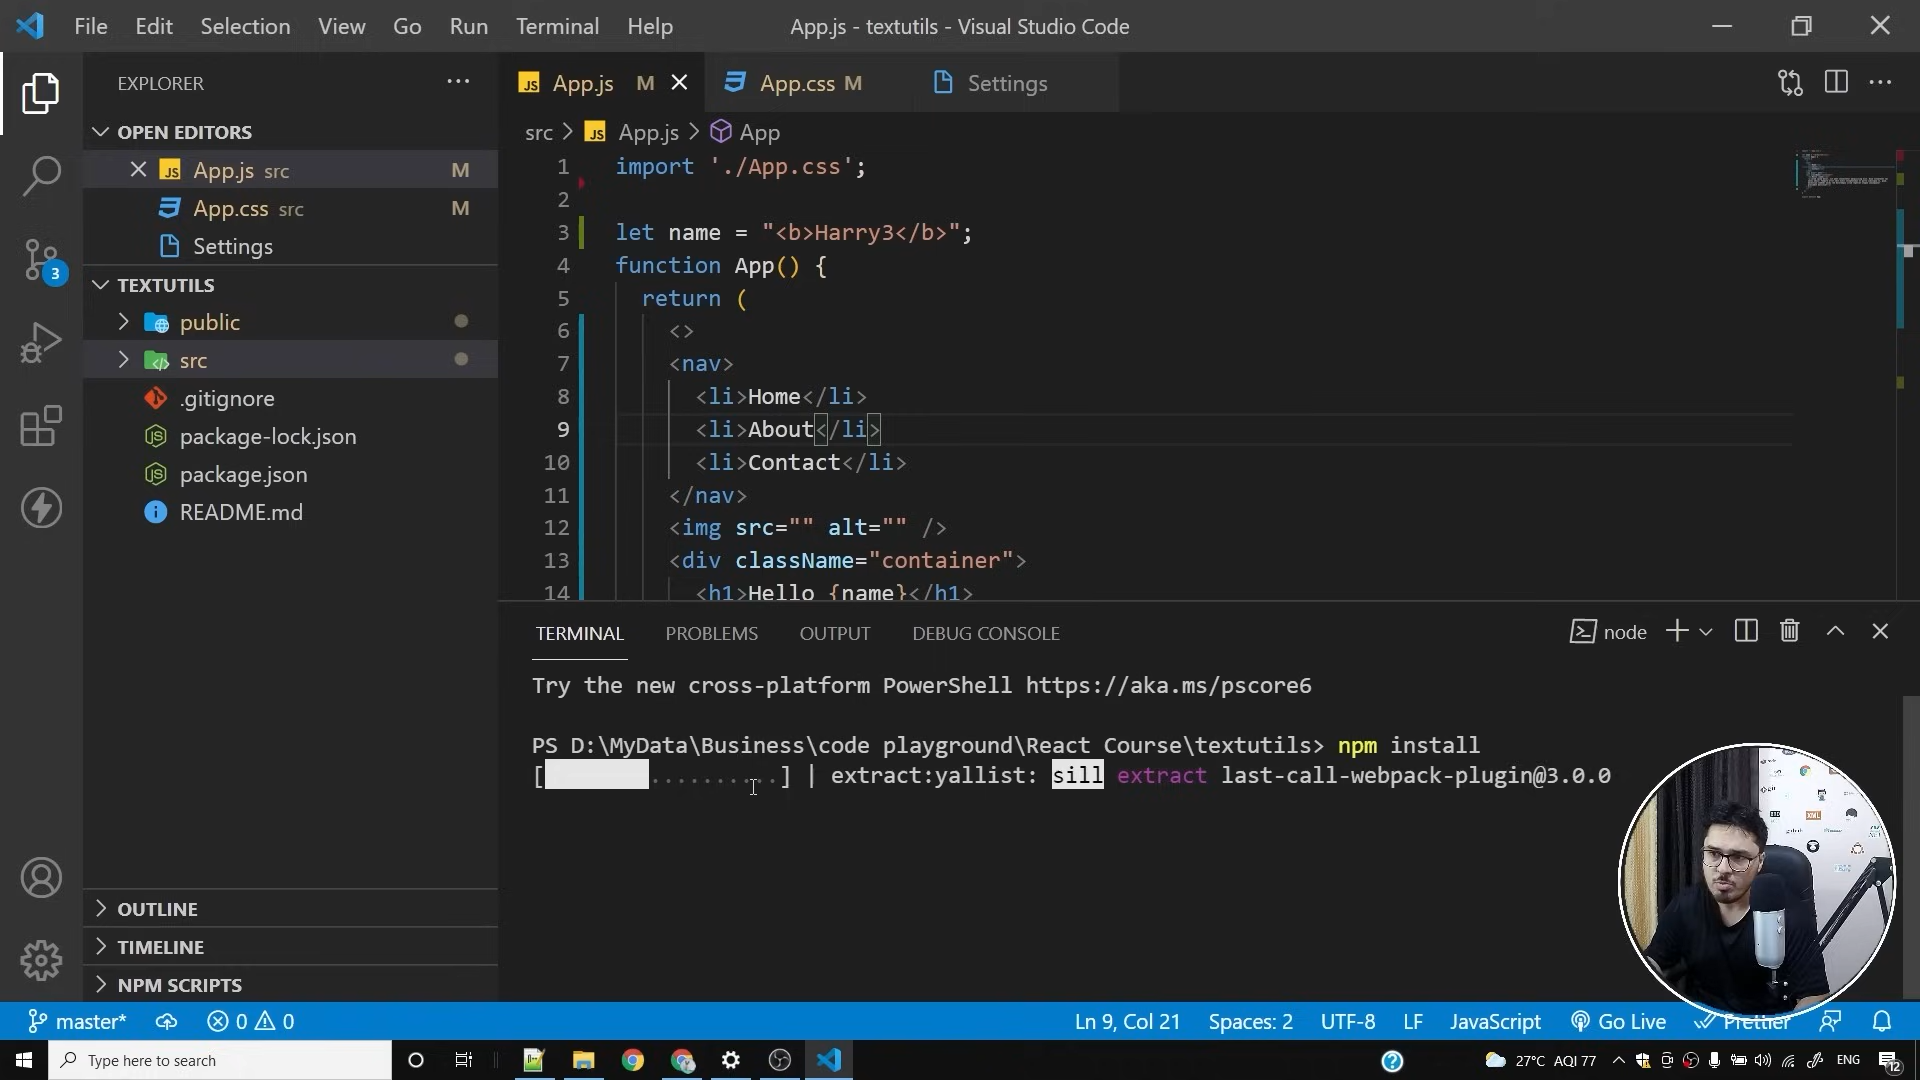 File Edit Selection View Go Run Terminal Help
App.js - textutils - Visual Studio Code
EXPLORER
OPEN EDITORS
App.js src M
App.css src M
Settings
TEXTUTILS
public
src
.gitignore
package-lock.json
package.json
README.md
OUTLINE
TIMELINE
NPM SCRIPTS
3
App.js M
App.css M
Settings
src > App.js > App
1 import './App.css';
2
3 let name = "<b>Harry3</b>";
4 function App() {
5 return (
6 <>
7 <nav>
8 <li>Home</li>
9 <li>About</li>
10 <li>Contact</li>
11 </nav>
12 <img src="" alt="" />
13 <div className="container">
14 <h1>Hello {name}</h1>
TERMINAL PROBLEMS OUTPUT DEBUG CONSOLE
node
Try the new cross-platform PowerShell https://aka.ms/pscore6
PS D:\MyData\Business\code playground\React Course\textutils> npm install
[ ..........] | extract:yallist: sill extract last-call-webpack-plugin@3.0.0
master* 0 0
Ln 9, Col 21 Spaces: 2 UTF-8 LF JavaScript Go Live Prettier
Type here to search
27°C AQI 77 ENG 12